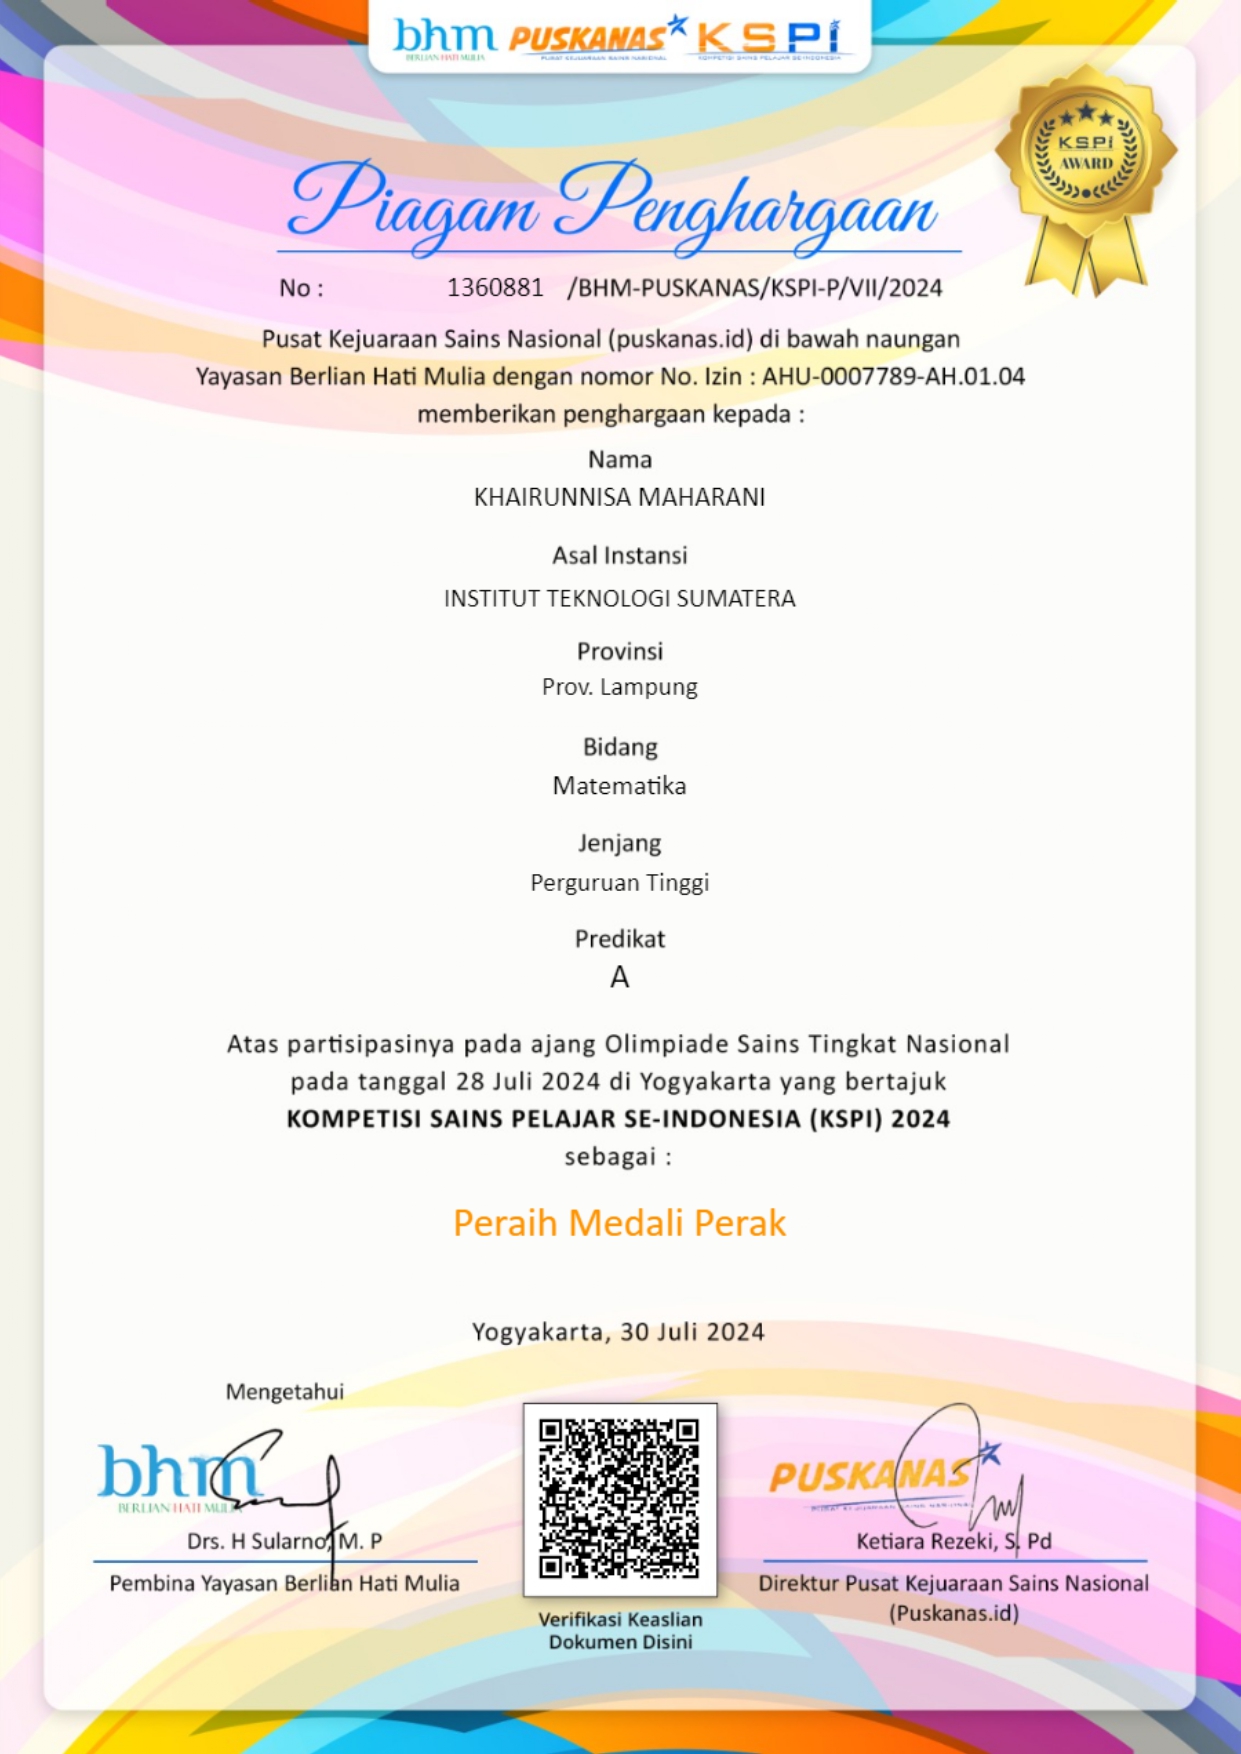 bhm PUSKANAS KSPi
BERLIAN HATI MULIA PUSAT KEJUARAAN SAINS NASIONAL KOMPETISI SAINS PELAJAR SE-INDONESIA
KSPi
AWARD
Piagam Penghargaan
No : 1360881 /BHM-PUSKANAS/KSPI-P/VII/2024
Pusat Kejuaraan Sains Nasional (puskanas.id) di bawah naungan
Yayasan Berlian Hati Mulia dengan nomor No. Izin : AHU-0007789-AH.01.04
memberikan penghargaan kepada :
Nama
KHAIRUNNISA MAHARANI
Asal Instansi
INSTITUT TEKNOLOGI SUMATERA
Provinsi
Prov. Lampung
Bidang
Matematika
Jenjang
Perguruan Tinggi
Predikat
A
Atas partisipasinya pada ajang Olimpiade Sains Tingkat Nasional
pada tanggal 28 Juli 2024 di Yogyakarta yang bertajuk
KOMPETISI SAINS PELAJAR SE-INDONESIA (KSPI) 2024
sebagai :
Peraih Medali Perak
Yogyakarta, 30 Juli 2024
Mengetahui
bhm
BERLIAN HATI MULIA
Drs. H Sularno, M. P
Pembina Yayasan Berlian Hati Mulia
Verifikasi Keaslian
Dokumen Disini
PUSKANAS
PUSAT KEJUARAAN SAINS NASIONAL
Ketiara Rezeki, S. Pd
Direktur Pusat Kejuaraan Sains Nasional
(Puskanas.id)